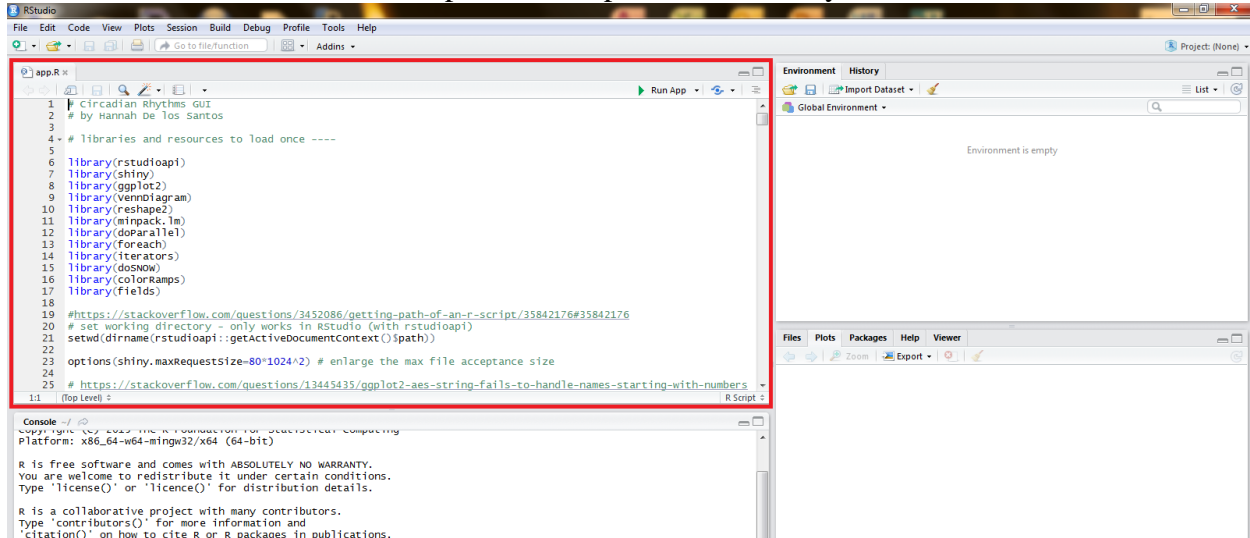 RStudio
File Edit Code View Plots Session Build Debug Profile Tools Help
Go to file/function Addins
Project: (None)
app.R
Run App
1 # Circadian Rhythms GUI
2 # by Hannah De los Santos
3
4 # libraries and resources to load once ----
5
6 library(rstudioapi)
7 library(shiny)
8 library(ggplot2)
9 library(VennDiagram)
10 library(reshape2)
11 library(minpack.lm)
12 library(doParallel)
13 library(foreach)
14 library(iterators)
15 library(doSNOW)
16 library(colorRamps)
17 library(fields)
18
19 #https://stackoverflow.com/questions/3452086/getting-path-of-an-r-script/35842176#35842176
20 # set working directory - only works in RStudio (with rstudioapi)
21 setwd(dirname(rstudioapi::getActiveDocumentContext()$path))
22
23 options(shiny.maxRequestSize=80*1024^2) # enlarge the max file acceptance size
24
25 # https://stackoverflow.com/questions/13445435/ggplot2-aes-string-fails-to-handle-names-starting-with-numbers
1:1 (Top Level) R Script
Console ~/
Copyright (C) 2019 The R Foundation for Statistical Computing
Platform: x86_64-w64-mingw32/x64 (64-bit)
R is free software and comes with ABSOLUTELY NO WARRANTY.
You are welcome to redistribute it under certain conditions.
Type 'license()' or 'licence()' for distribution details.
R is a collaborative project with many contributors.
Type 'contributors()' for more information and
'citation()' on how to cite R or R packages in publications.
Environment History
Import Dataset List
Global Environment
Environment is empty
Files Plots Packages Help Viewer
Zoom Export